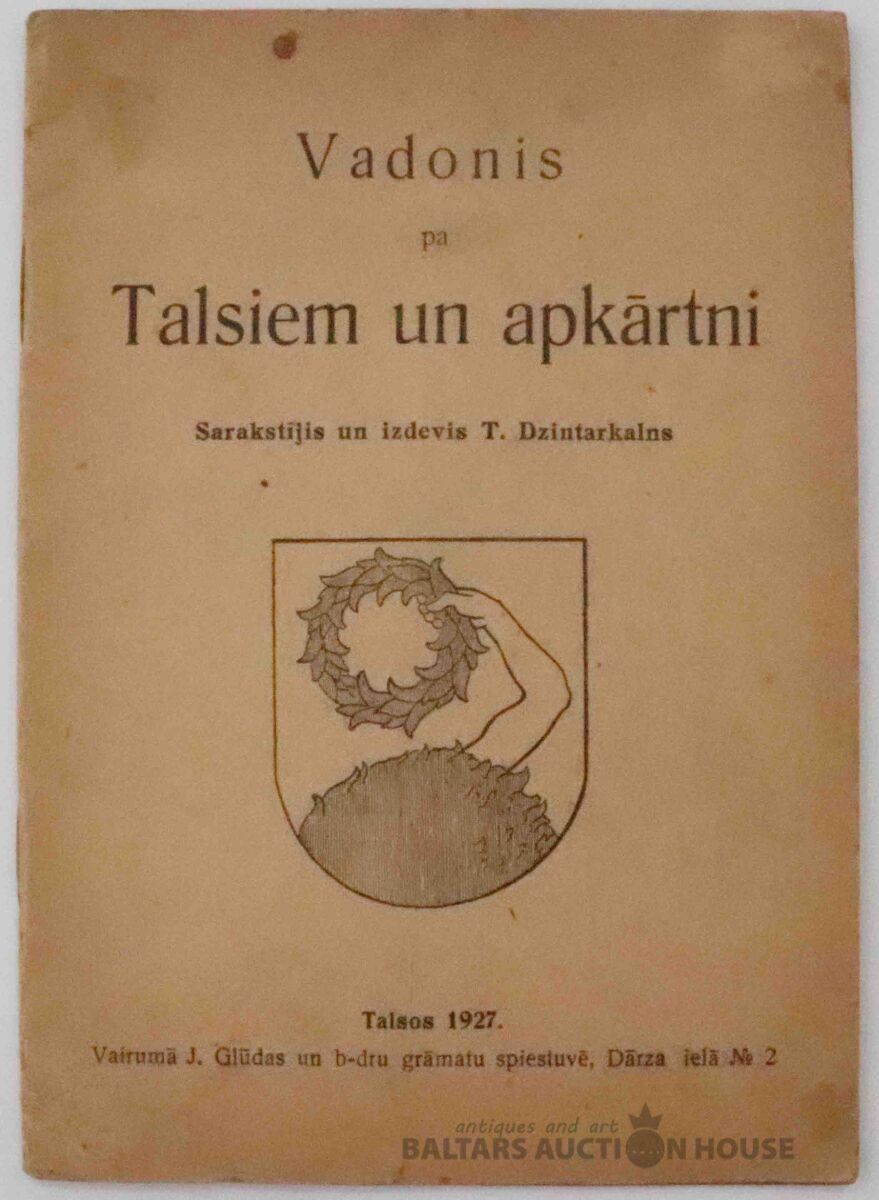 Vadonis
pa
Talsiem un apkārtni
Sarakstījis un izdevis T. Dzintarkalns
Talsos 1927.
Vairumā J. Glūdas un b-dru grāmatu spiestuvē, Dārza ielā № 2
antiques and art
BALTARS AUCTION HOUSE